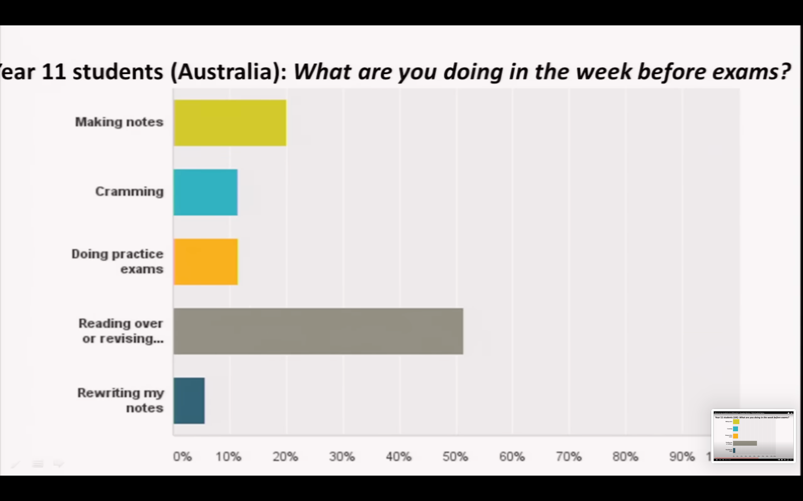 ear 11 students (Australia): What are you doing in the week before exams?
Making notes
Cramming
Doing practice
exams
Reading over
or revising...
Rewriting my
notes
0% 10% 20% 30% 40% 50% 60% 70% 80% 90% 1